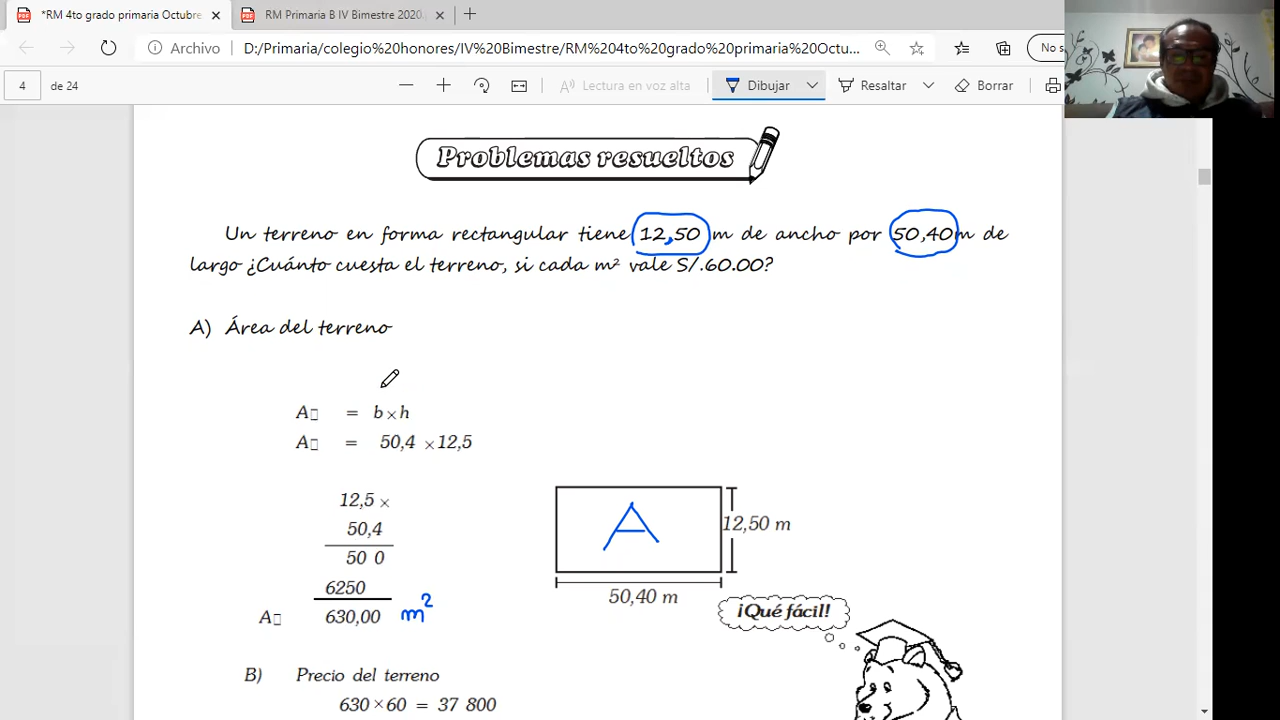 *RM 4to grado primaria Octubre.
RM Primaria B IV Bimestre 2020.
Archivo
D:/Primaria/colegio%20honores/IV%20Bimestre/RM%204to%20grado%20primaria%20Octu...
No s
4
de 24
Lectura en voz alta
Dibujar
Resaltar
Borrar
Problemas resueltos
Un terreno en forma rectangular tiene 12,50 m de ancho por 50,40m de
largo ¿Cuánto cuesta el terreno, si cada m² vale S/.60.00?
A) Área del terreno
A▯ = b × h
A▯ = 50,4 × 12,5
12,5 ×
50,4
50 0
6250
A▯ 630,00 m²
A
12,50 m
50,40 m
¡Qué fácil!
B) Precio del terreno
630 × 60 = 37 800